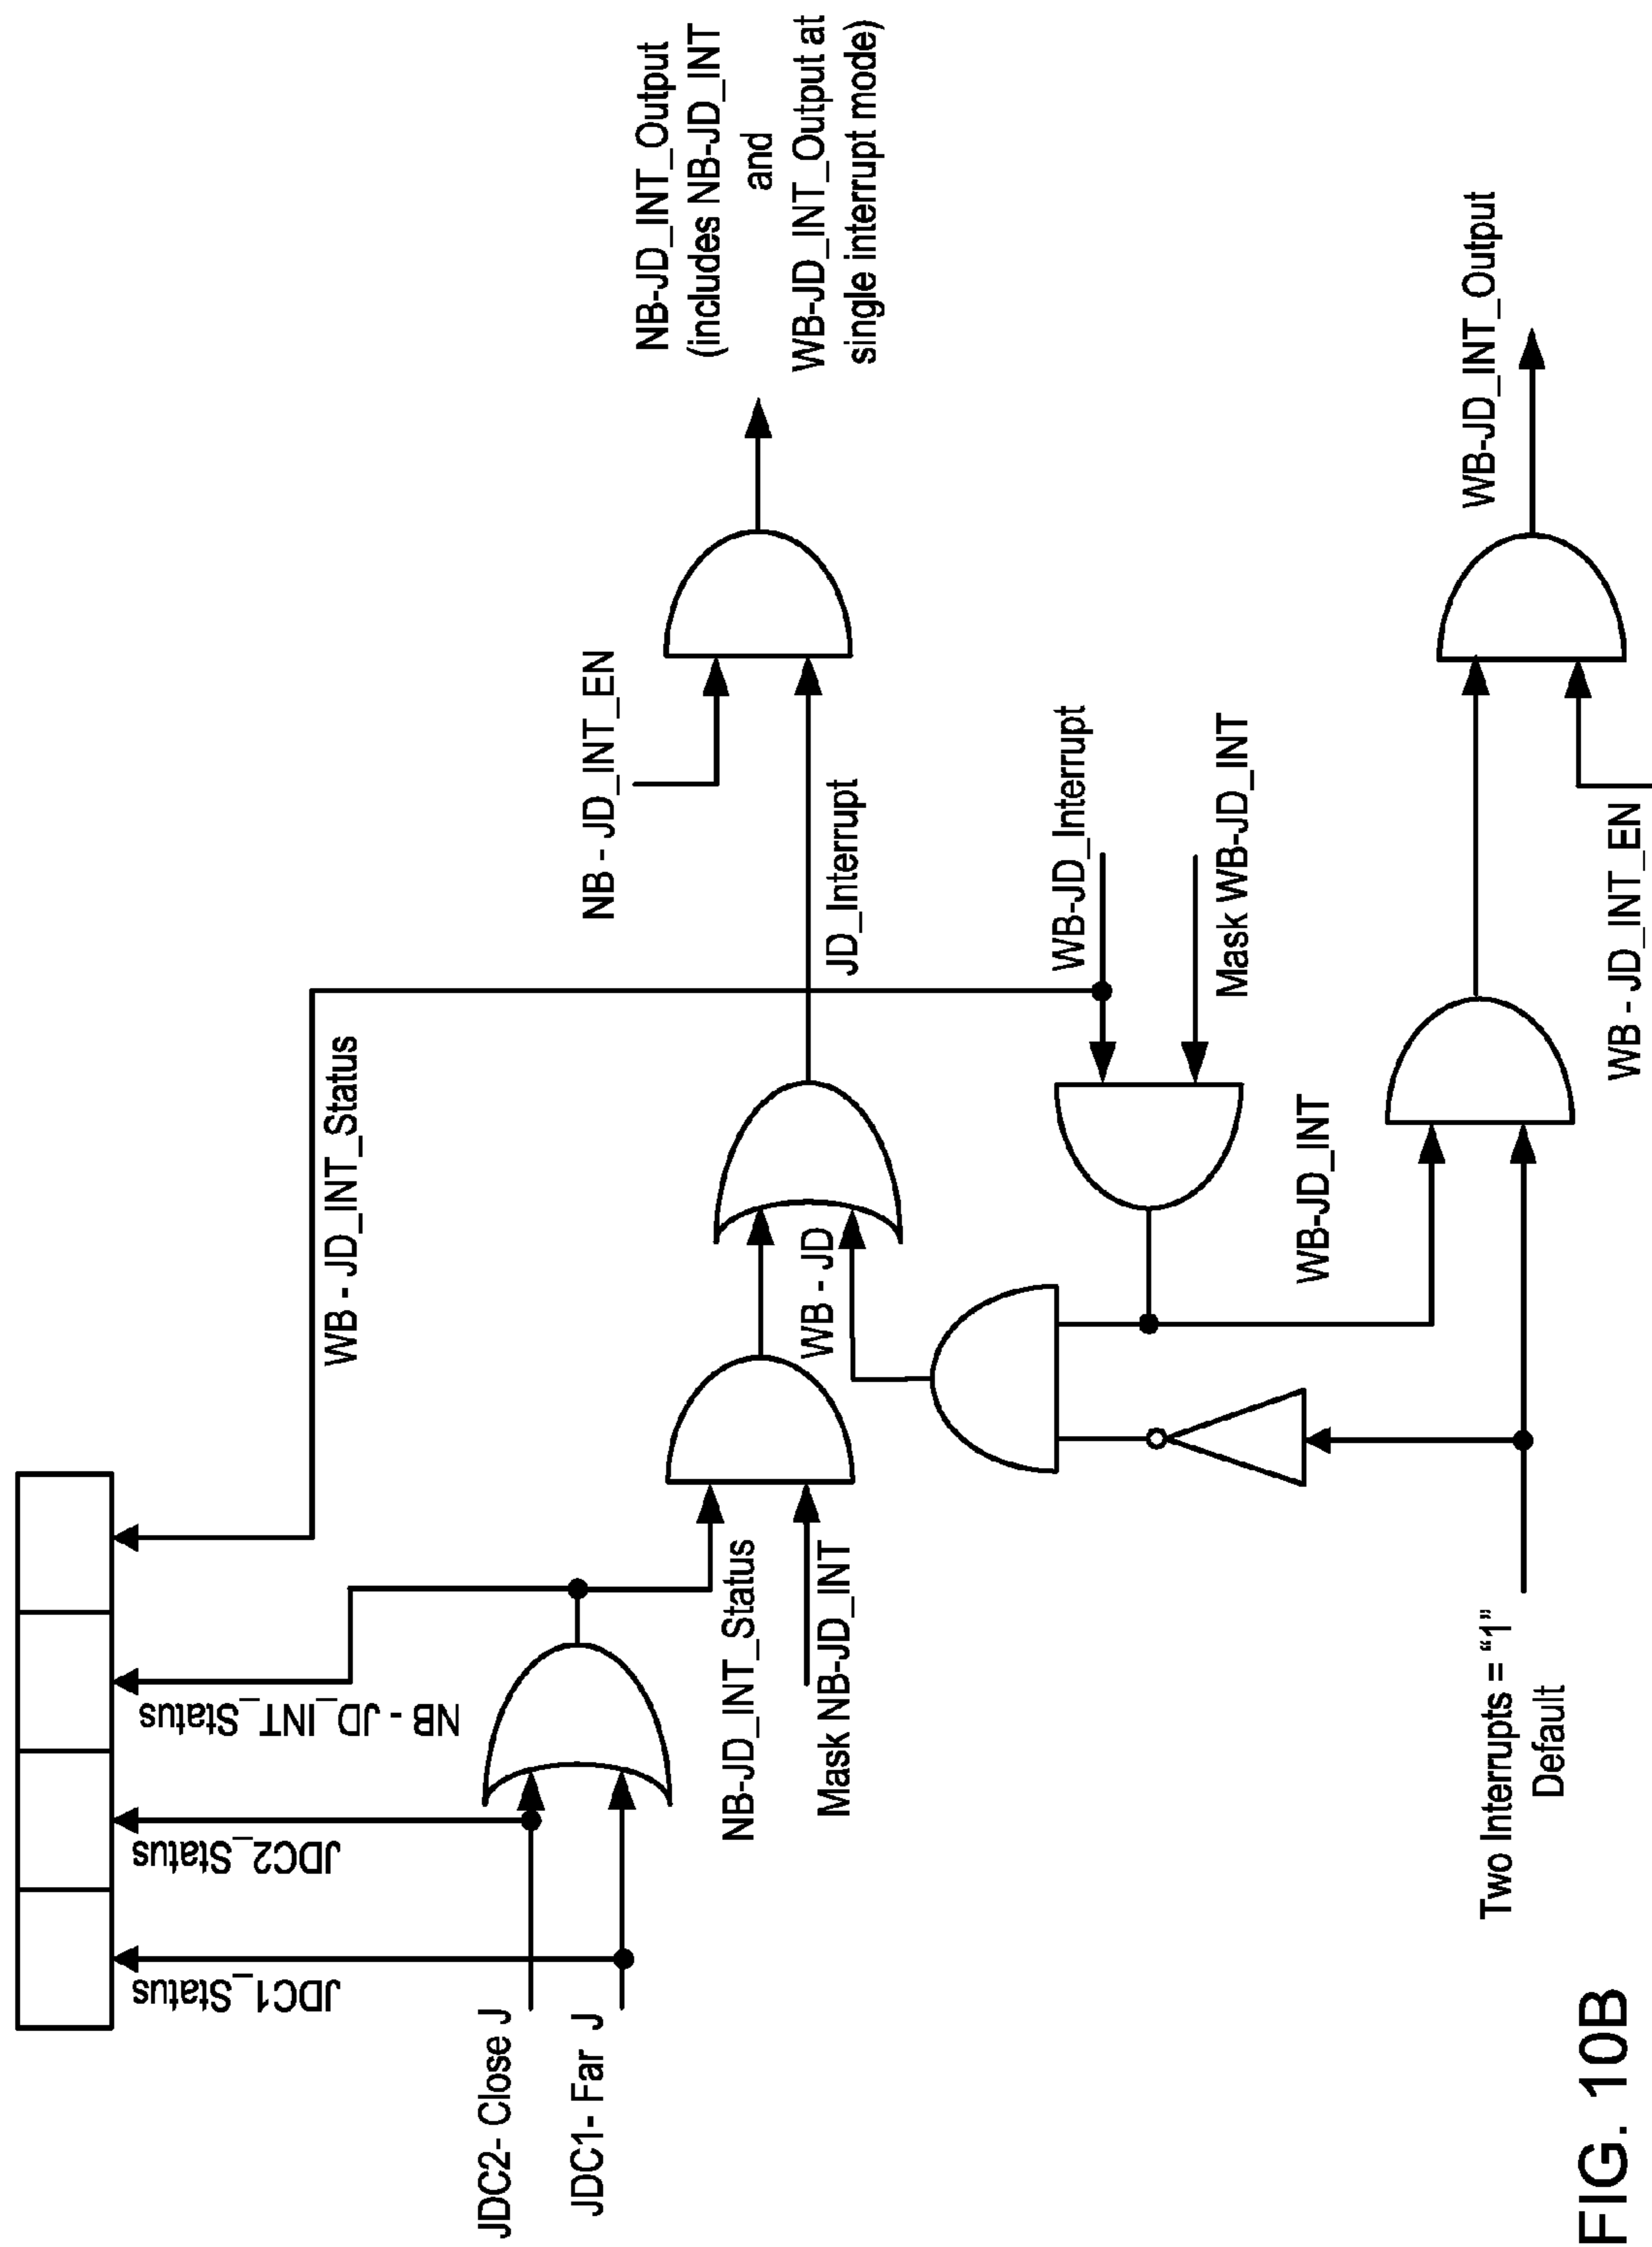 JDC1_Status
JDC2_Status
NB - JD_INT_Status
WB - JD_INT_Status
JDC2- Close J
JDC1- Far J
NB-JD_INT_Status
Mask NB-JD_INT
WB - JD
JD_Interrupt
NB - JD_INT_EN
NB-JD_INT_Output
(includes NB-JD_INT
and
WB-JD_INT_Output at
single interrupt mode)
WB-JD_Interrupt
Mask WB-JD_INT
WB-JD_INT
Two Interrupts = “1”
Default
WB - JD_INT_EN
WB-JD_INT_Output
FIG. 10B